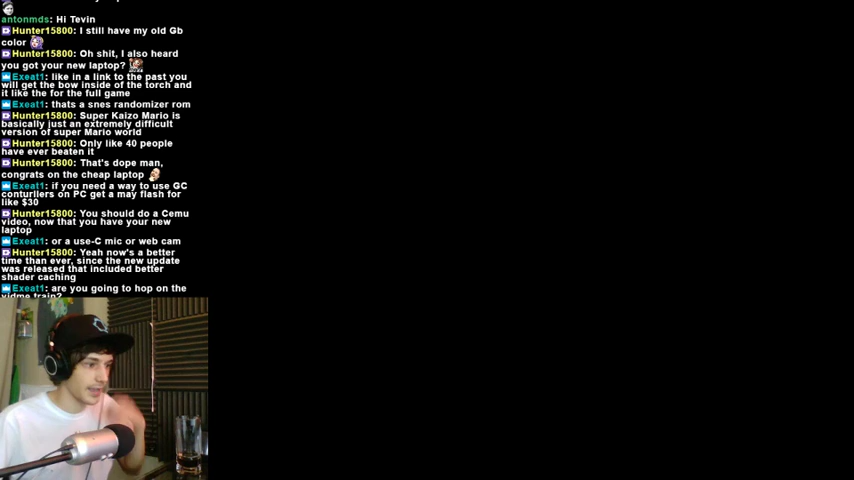 antonmds: Hi Tevin
Hunter15800: I still have my old Gb
color
Hunter15800: Oh shit, I also heard
you got your new laptop?
Exeat1: like in a link to the past you
will get the bow inside of the torch and
it like the for the full game
Exeat1: thats a snes randomizer rom
Hunter15800: Super Kaizo Mario is
basically just an extremely difficult
version of super Mario world
Hunter15800: Only like 40 people
have ever beaten it
Hunter15800: That's dope man,
congrats on the cheap laptop
Exeat1: if you need a way to use GC
conturllers on PC get a may flash for
like $30
Hunter15800: You should do a Cemu
video, now that you have your new
laptop
Exeat1: or a use-C mic or web cam
Hunter15800: Yeah now's a better
time than ever, since the new update
was released that included better
shader caching
Exeat1: are you going to hop on the
vidme train?